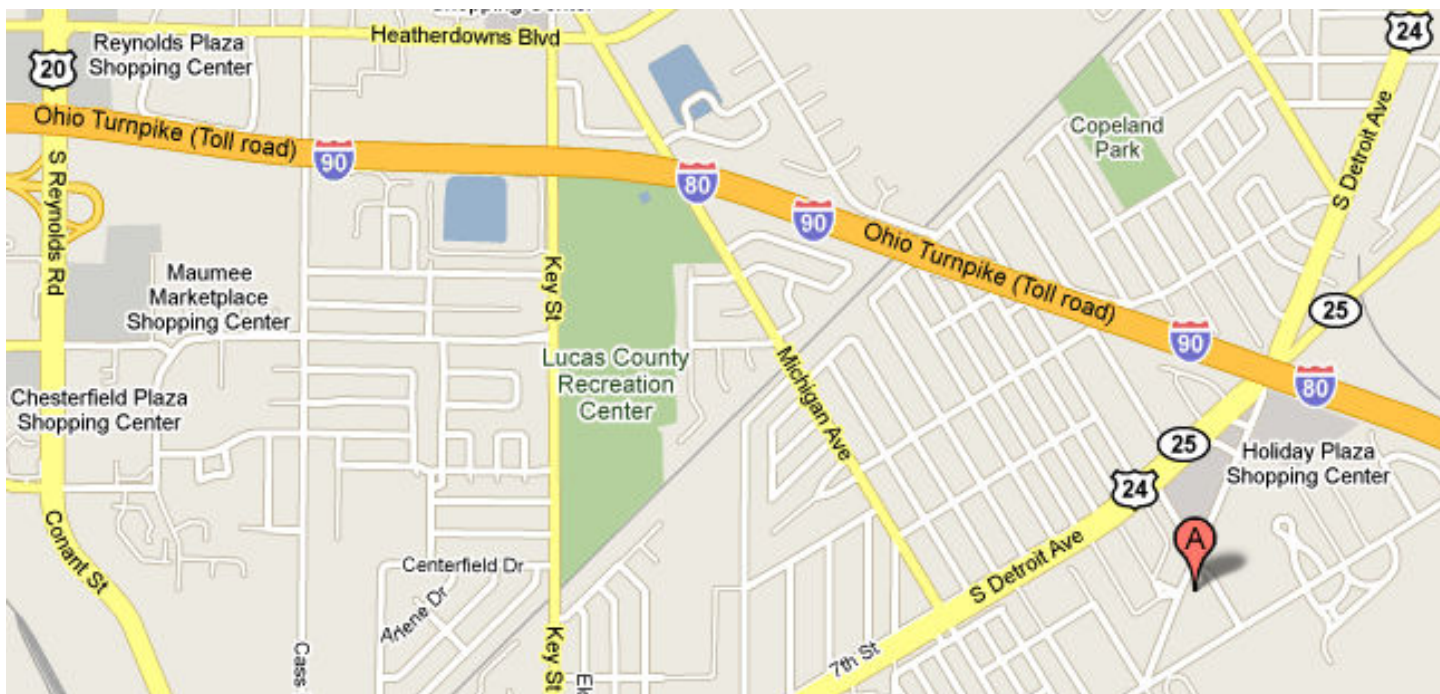 Shopping Center
Heatherdowns Blvd
24
Reynolds Plaza
Shopping Center
20
Ohio Turnpike (Toll road)
90
80
90
Ohio Turnpike (Toll road)
90
80
Copeland
Park
S Detroit Ave
25
S Reynolds Rd
Maumee
Marketplace
Shopping Center
Key St
Lucas County
Recreation
Center
Michigan Ave
Chesterfield Plaza
Shopping Center
25
24
Holiday Plaza
Shopping Center
Conant St
A
Centerfield Dr
S Detroit Ave
Arlene Dr
Cass
Key St
7th St